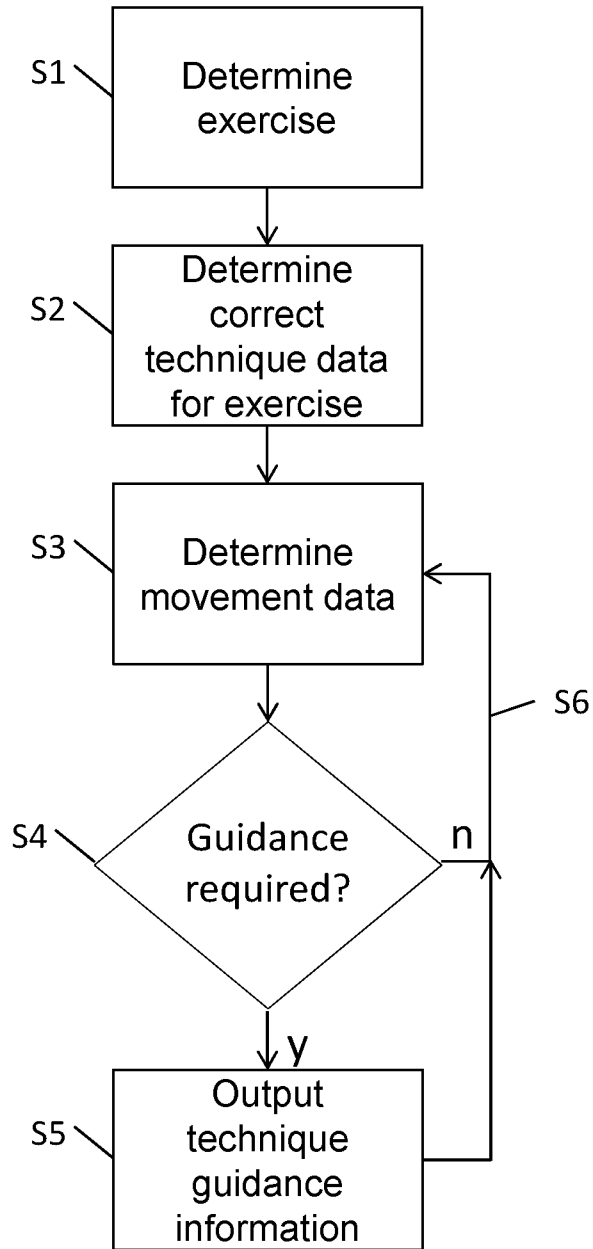 S1
Determine
exercise
S2
Determine
correct
technique data
for exercise
S3
Determine
movement data
S6
S4
Guidance
required?
n
y
S5
Output
technique
guidance
information